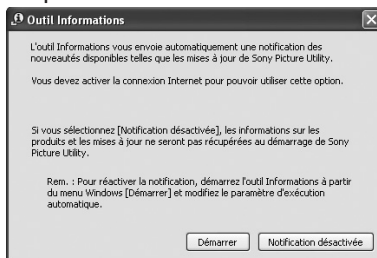 Outil Informations
L'outil Informations vous envoie automatiquement une notification des
nouveautés disponibles telles que les mises à jour de Sony Picture Utility.
Vous devez activer la connexion Internet pour pouvoir utiliser cette option.
Si vous sélectionnez [Notification désactivée], les informations sur les
produits et les mises à jour ne seront pas récupérées au démarrage de Sony
Picture Utility.
Rem. : Pour réactiver la notification, démarrez l'outil Informations à partir
du menu Windows [Démarrer] et modifiez le paramètre d'exécution
automatique.
Démarrer Notification désactivée